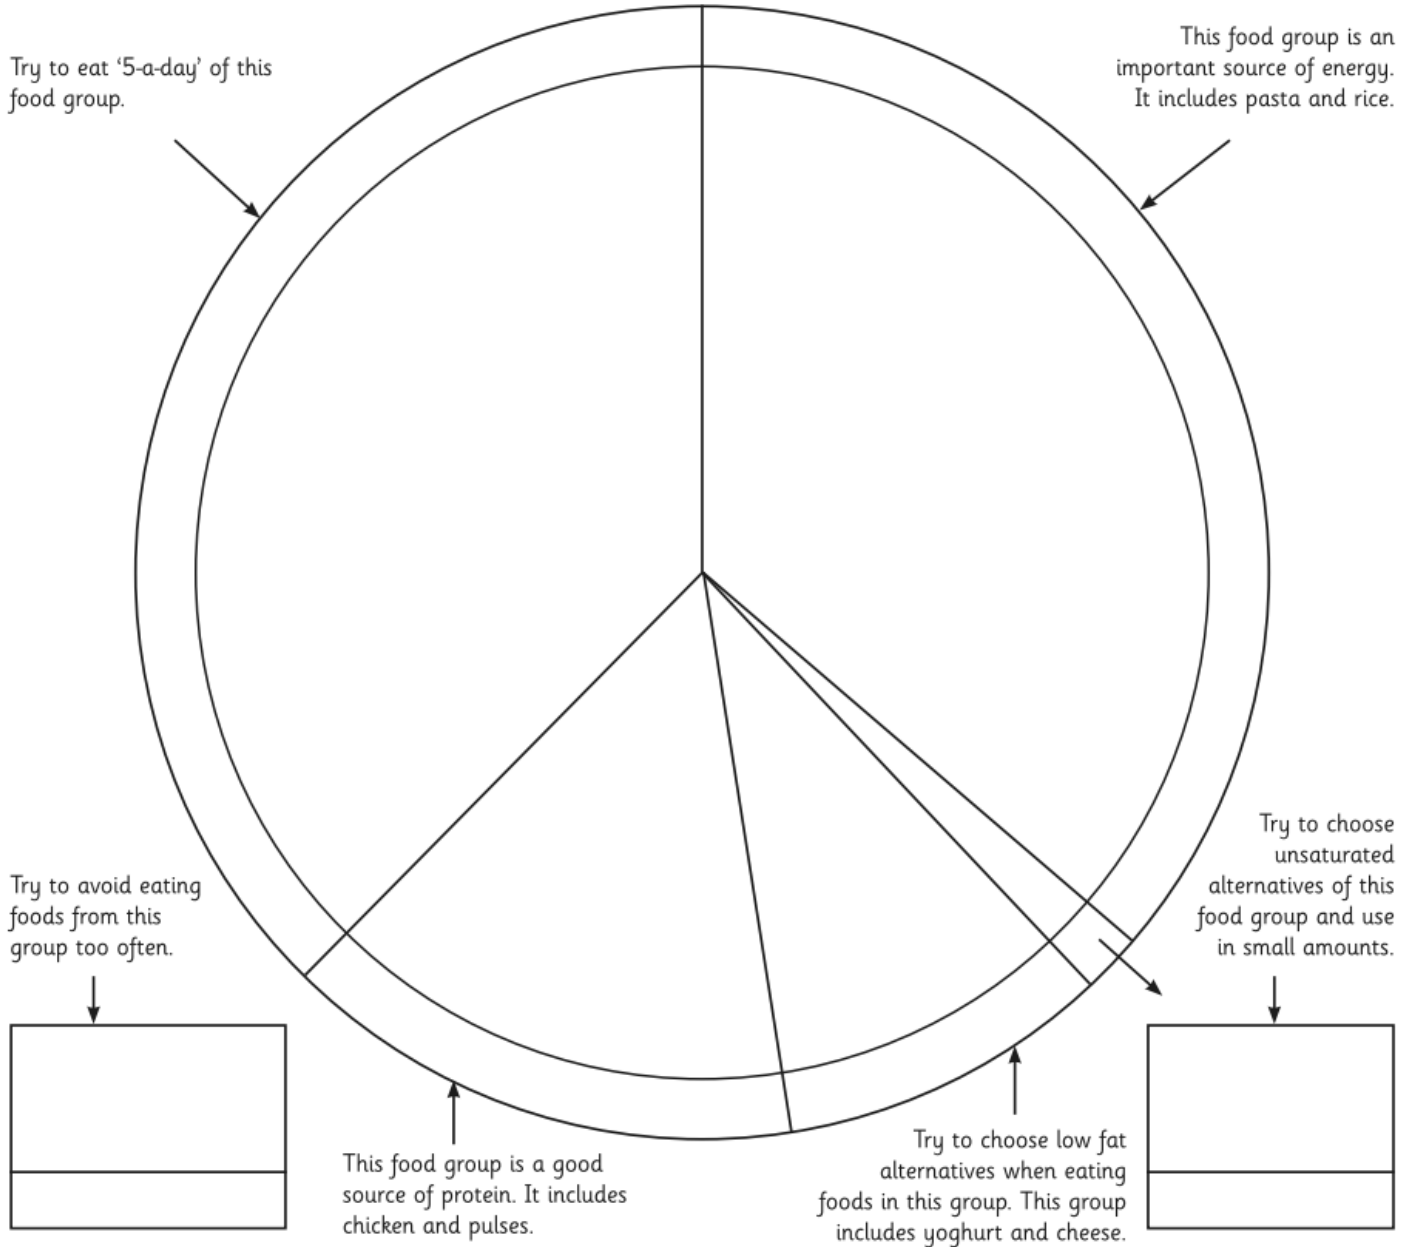 Try to eat ‘5-a-day’ of this
food group.
This food group is an
important source of energy.
It includes pasta and rice.
Try to choose
unsaturated
alternatives of this
food group and use
in small amounts.
Try to avoid eating
foods from this
group too often.
This food group is a good
source of protein. It includes
chicken and pulses.
Try to choose low fat
alternatives when eating
foods in this group. This group
includes yoghurt and cheese.